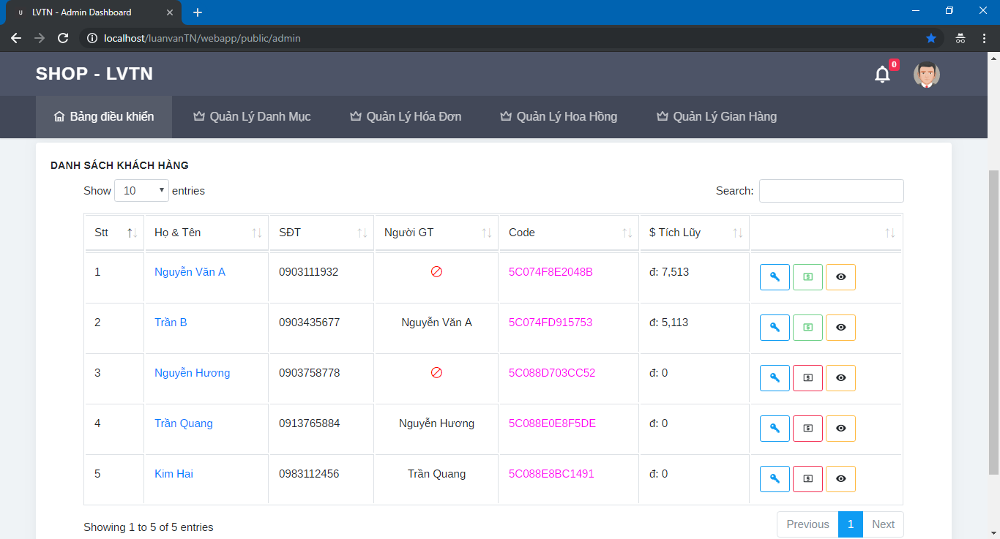 U LVTN - Admin Dashboard
localhost/luanvanTN/webapp/public/admin
SHOP - LVTN
0
Bảng điều khiển Quản Lý Danh Mục Quản Lý Hóa Đơn Quản Lý Hoa Hồng Quản Lý Gian Hàng
DANH SÁCH KHÁCH HÀNG
Show 10 entries Search:
Stt Họ & Tên SĐT Người GT Code $ Tích Lũy
1 Nguyễn Văn A 0903111932 5C074F8E2048B đ: 7,513
2 Trần B 0903435677 Nguyễn Văn A 5C074FD915753 đ: 5,113
3 Nguyễn Hương 0903758778 5C088D703CC52 đ: 0
4 Trần Quang 0913765884 Nguyễn Hương 5C088E0E8F5DE đ: 0
5 Kim Hai 0983112456 Trần Quang 5C088E8BC1491 đ: 0
Showing 1 to 5 of 5 entries Previous 1 Next